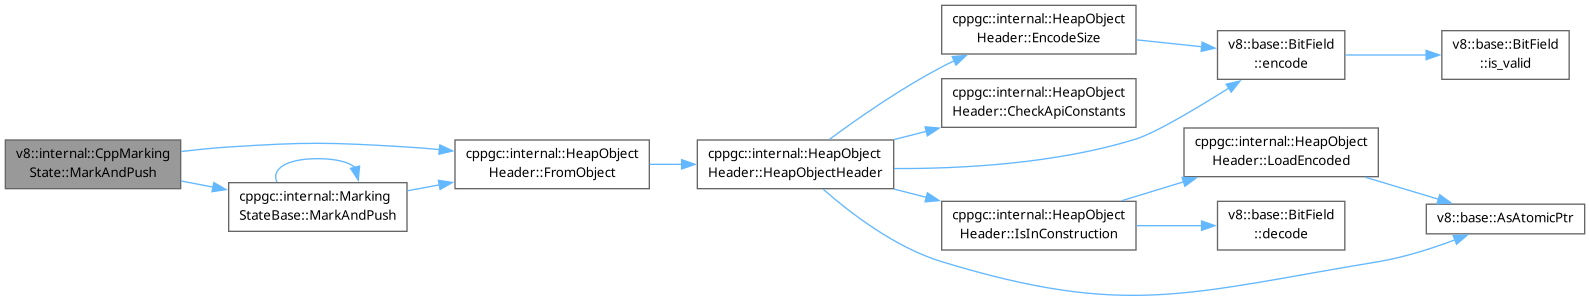 v8::internal::CppMarking
State::MarkAndPush
cppgc::internal::Marking
StateBase::MarkAndPush
cppgc::internal::HeapObject
Header::FromObject
cppgc::internal::HeapObject
Header::HeapObjectHeader
cppgc::internal::HeapObject
Header::EncodeSize
cppgc::internal::HeapObject
Header::CheckApiConstants
cppgc::internal::HeapObject
Header::IsInConstruction
v8::base::BitField
::encode
v8::base::BitField
::is_valid
cppgc::internal::HeapObject
Header::LoadEncoded
v8::base::BitField
::decode
v8::base::AsAtomicPtr